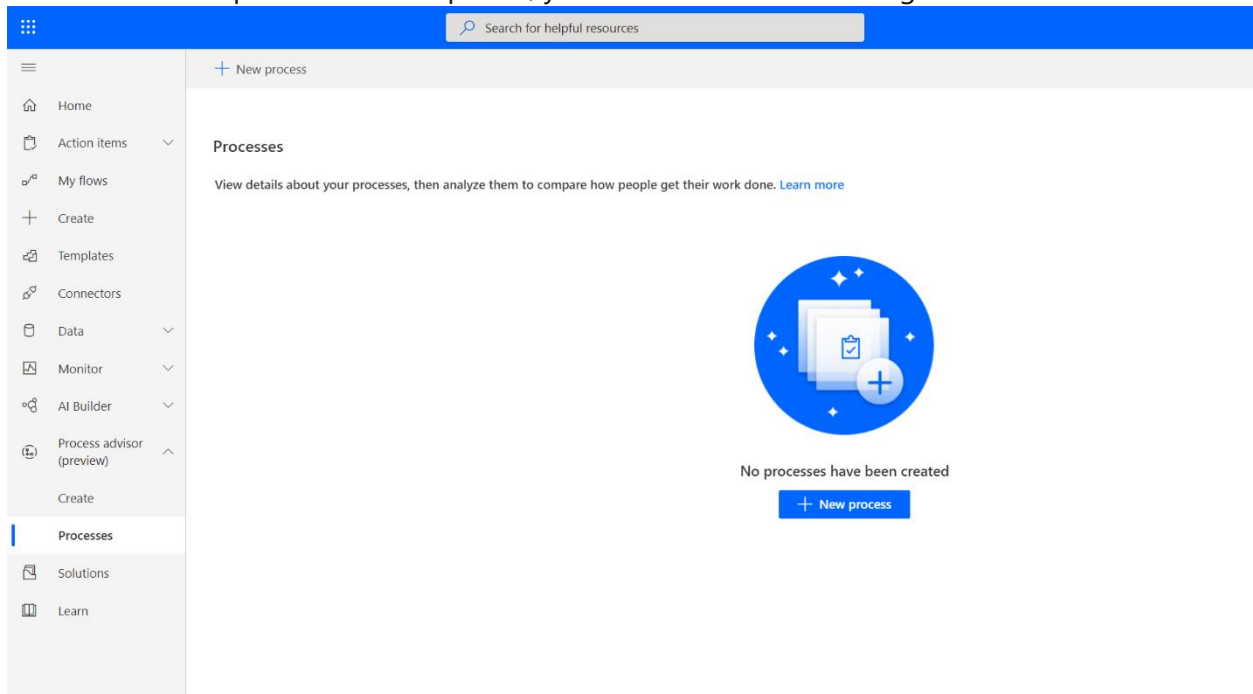 Search for helpful resources
New process
Home
Action items
My flows
Create
Templates
Connectors
Data
Monitor
AI Builder
Process advisor
(preview)
Create
Processes
Solutions
Learn
Processes
View details about your processes, then analyze them to compare how people get their work done. Learn more
No processes have been created
New process